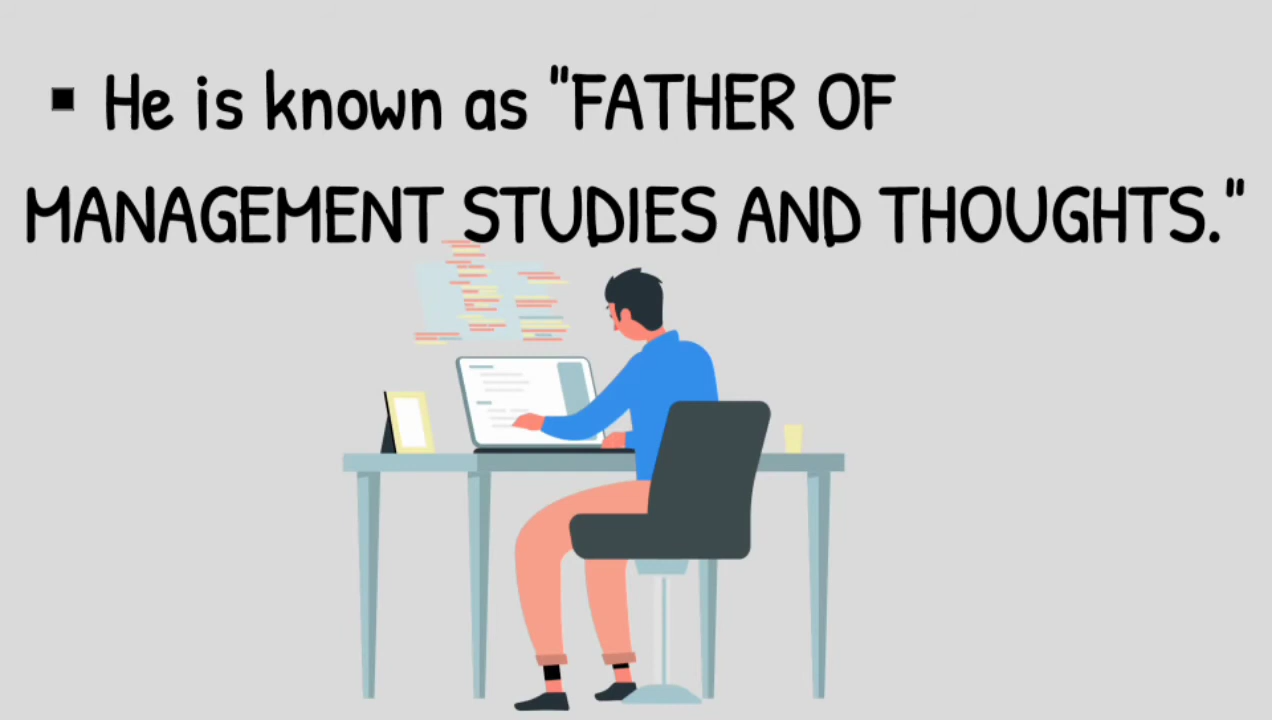 ▪ He is known as "FATHER OF
MANAGEMENT STUDIES AND THOUGHTS."